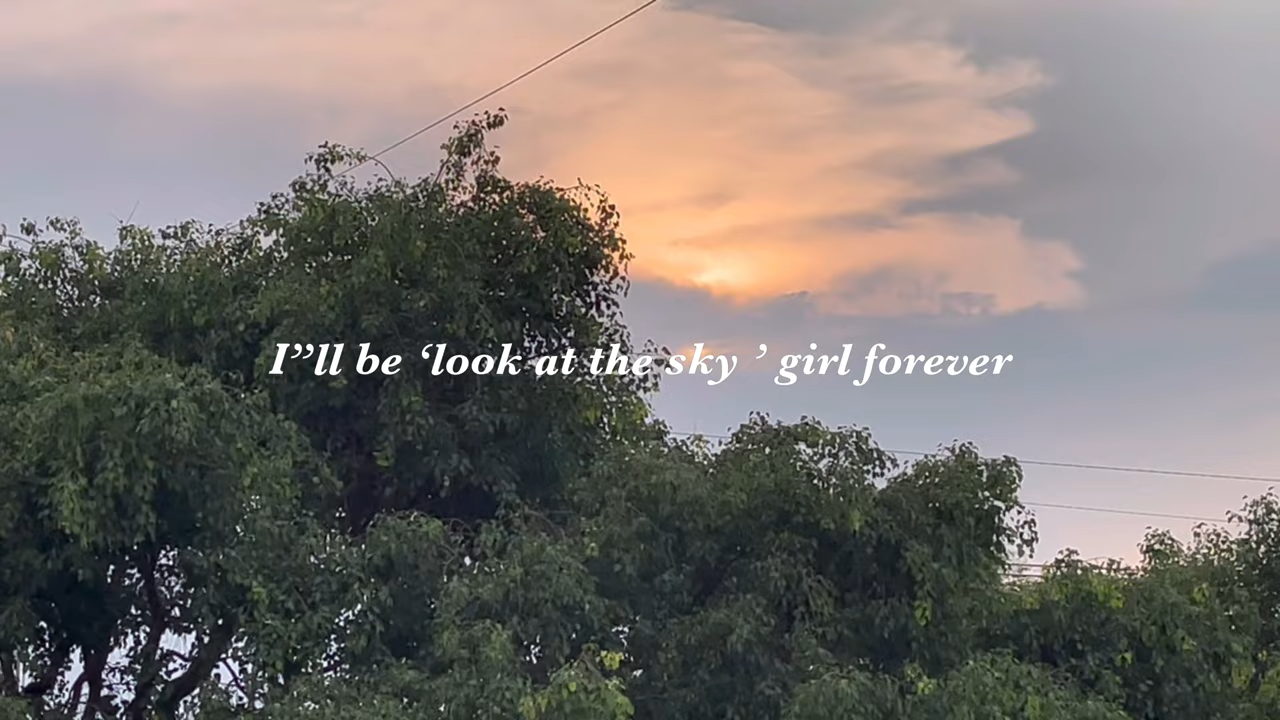 I”ll be ‘look at the sky ’ girl forever